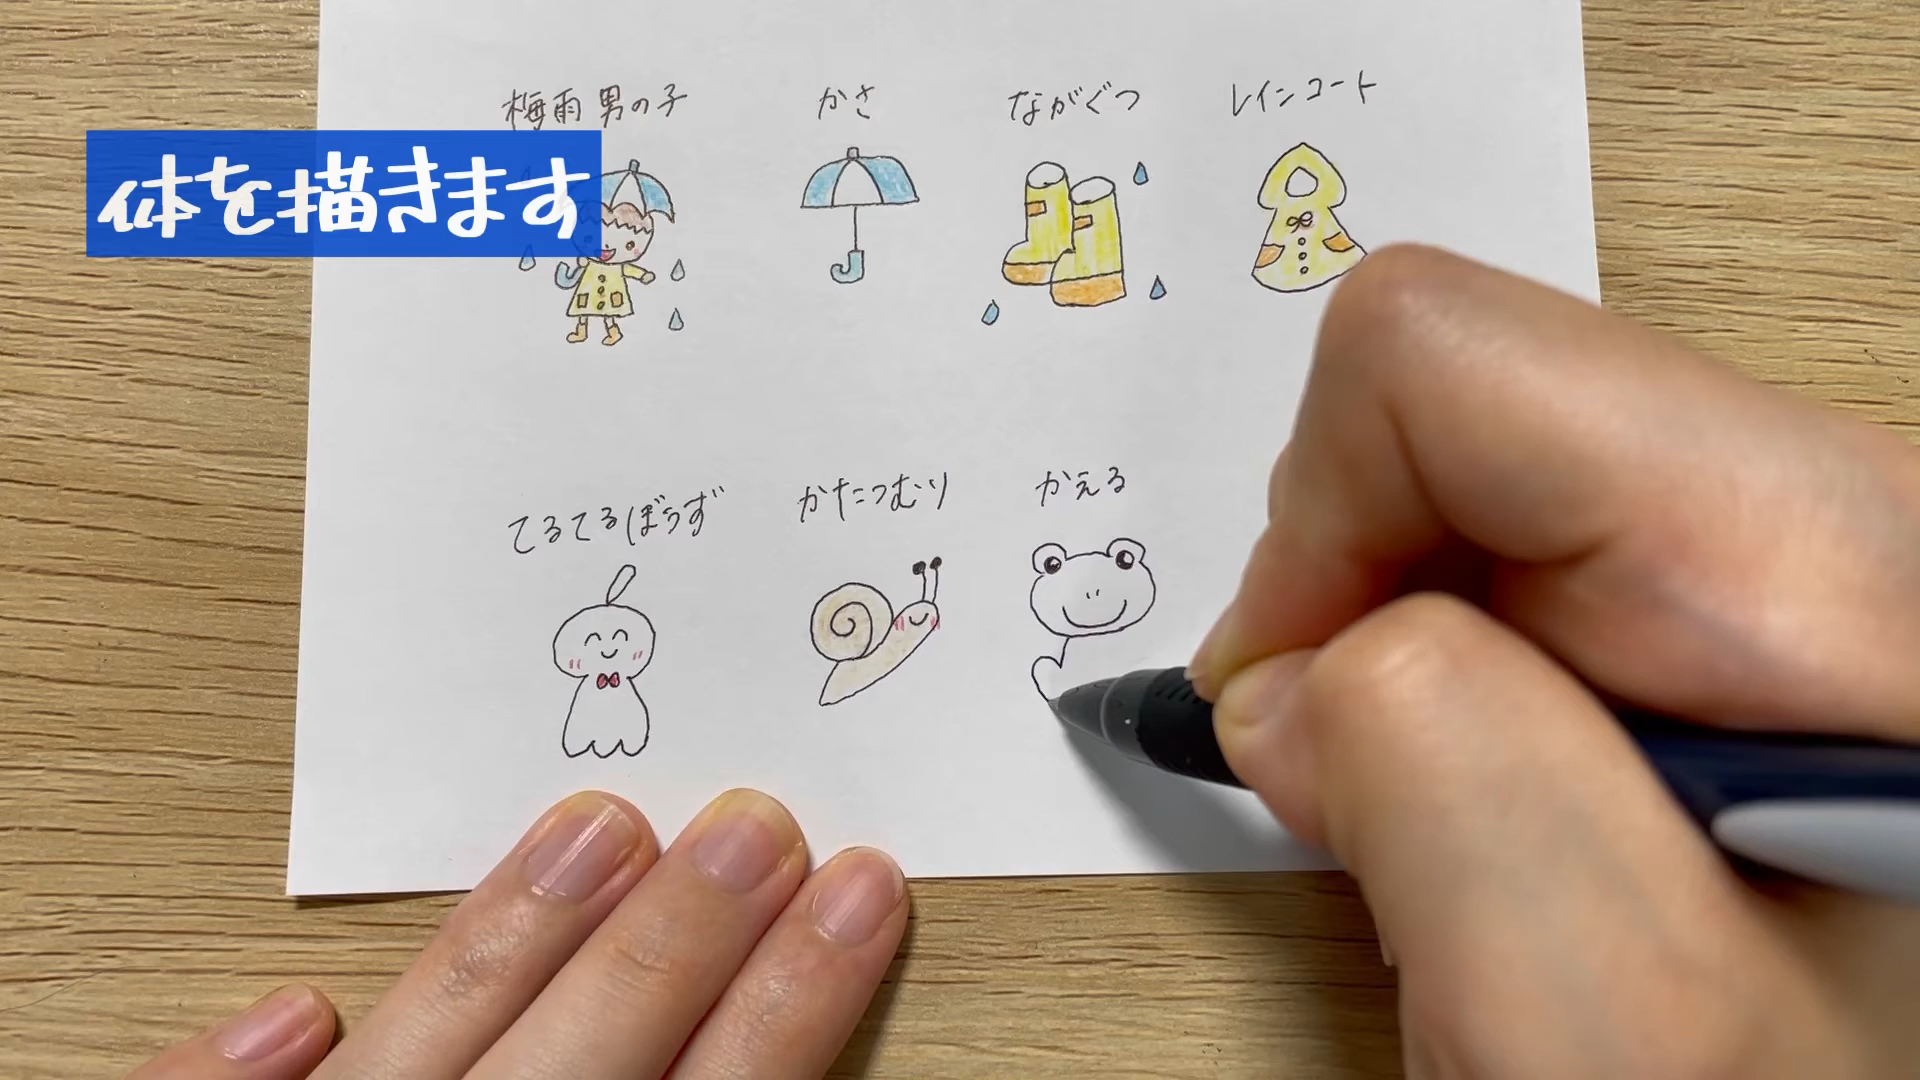 梅雨男の子
かさ
ながぐつ
レインコート
体を描きます
てるてるぼうず
かたつむり
かえる